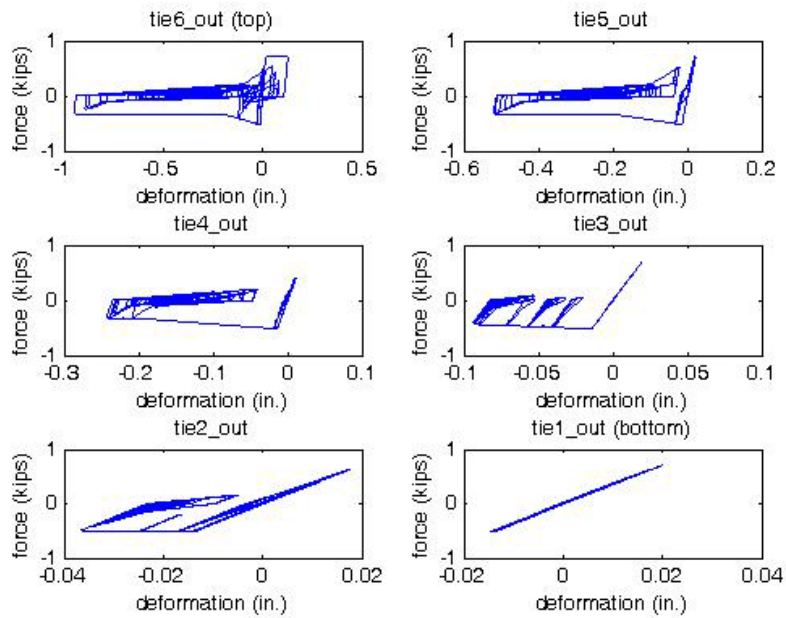 tie6_out (top)
tie5_out
force (kips)
1
0
-1
-1
-0.5
0
0.5
deformation (in.)
force (kips)
1
0
-1
-0.6
-0.4
-0.2
0
0.2
deformation (in.)
tie4_out
tie3_out
force (kips)
1
0
-1
-0.3
-0.2
-0.1
0
0.1
deformation (in.)
force (kips)
1
0
-1
-0.1
-0.05
0
0.05
0.1
deformation (in.)
tie2_out
tie1_out (bottom)
force (kips)
1
0
-1
-0.04
-0.02
0
0.02
deformation (in.)
force (kips)
1
0
-1
-0.02
0
0.02
0.04
deformation (in.)